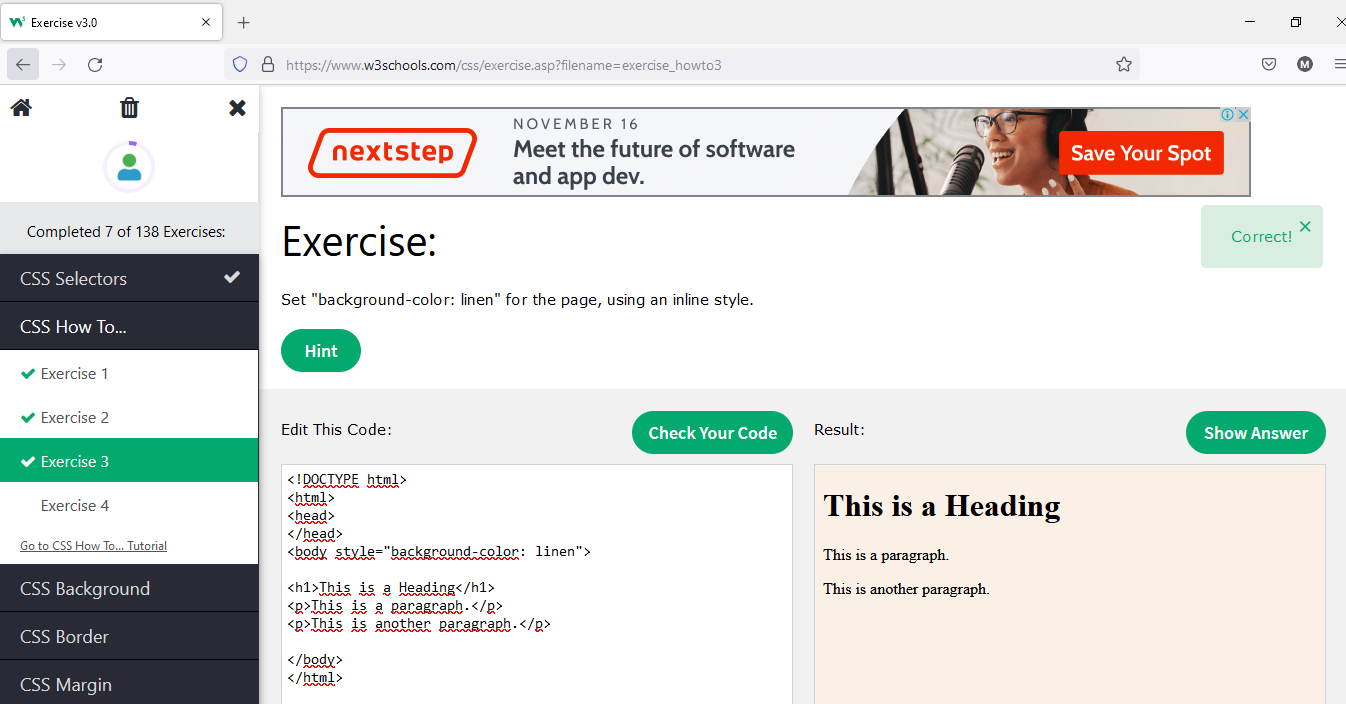 Exercise v3.0
https://www.w3schools.com/css/exercise.asp?filename=exercise_howto3
M
Completed 7 of 138 Exercises:
CSS Selectors
CSS How To...
Exercise 1
Exercise 2
Exercise 3
Exercise 4
Go to CSS How To... Tutorial
CSS Background
CSS Border
CSS Margin
nextstep
NOVEMBER 16
Meet the future of software
and app dev.
Save Your Spot
Exercise:
Correct!
Set "background-color: linen" for the page, using an inline style.
Hint
Edit This Code:
Check Your Code
<!DOCTYPE html>
<html>
<head>
</head>
<body style="background-color: linen">
<h1>This is a Heading</h1>
<p>This is a paragraph.</p>
<p>This is another paragraph.</p>
</body>
</html>
Result:
Show Answer
This is a Heading
This is a paragraph.
This is another paragraph.